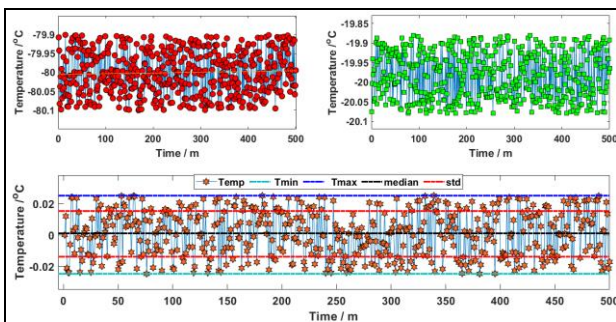 -79.9
-79.95
-80
-80.05
-80.1
Temperature /°C
0 100 200 300 400 500
Time / m
-19.85
-19.9
-19.95
-20
-20.05
-20.1
Temperature /°C
0 100 200 300 400 500
Time / m
Temp Tmin Tmax median std
0.02
0
-0.02
Temperature /°C
0 50 100 150 200 250 300 350 400 450 500
Time / m